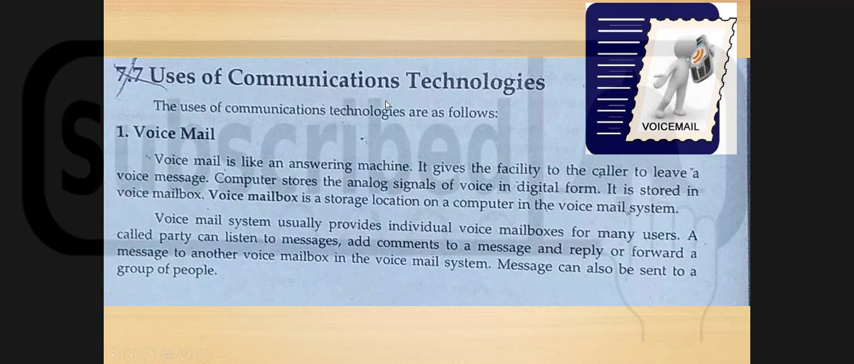 7.7 Uses of Communications Technologies
The uses of communications technologies are as follows:
1. Voice Mail
Voice mail is like an answering machine. It gives the facility to the caller to leave a
voice message. Computer stores the analog signals of voice in digital form. It is stored in
voice mailbox. Voice mailbox is a storage location on a computer in the voice mail system.
Voice mail system usually provides individual voice mailboxes for many users. A
called party can listen to messages, add comments to a message and reply or forward a
message to another voice mailbox in the voice mail system. Message can also be sent to a
group of people.
VOICEMAIL
Subscribed